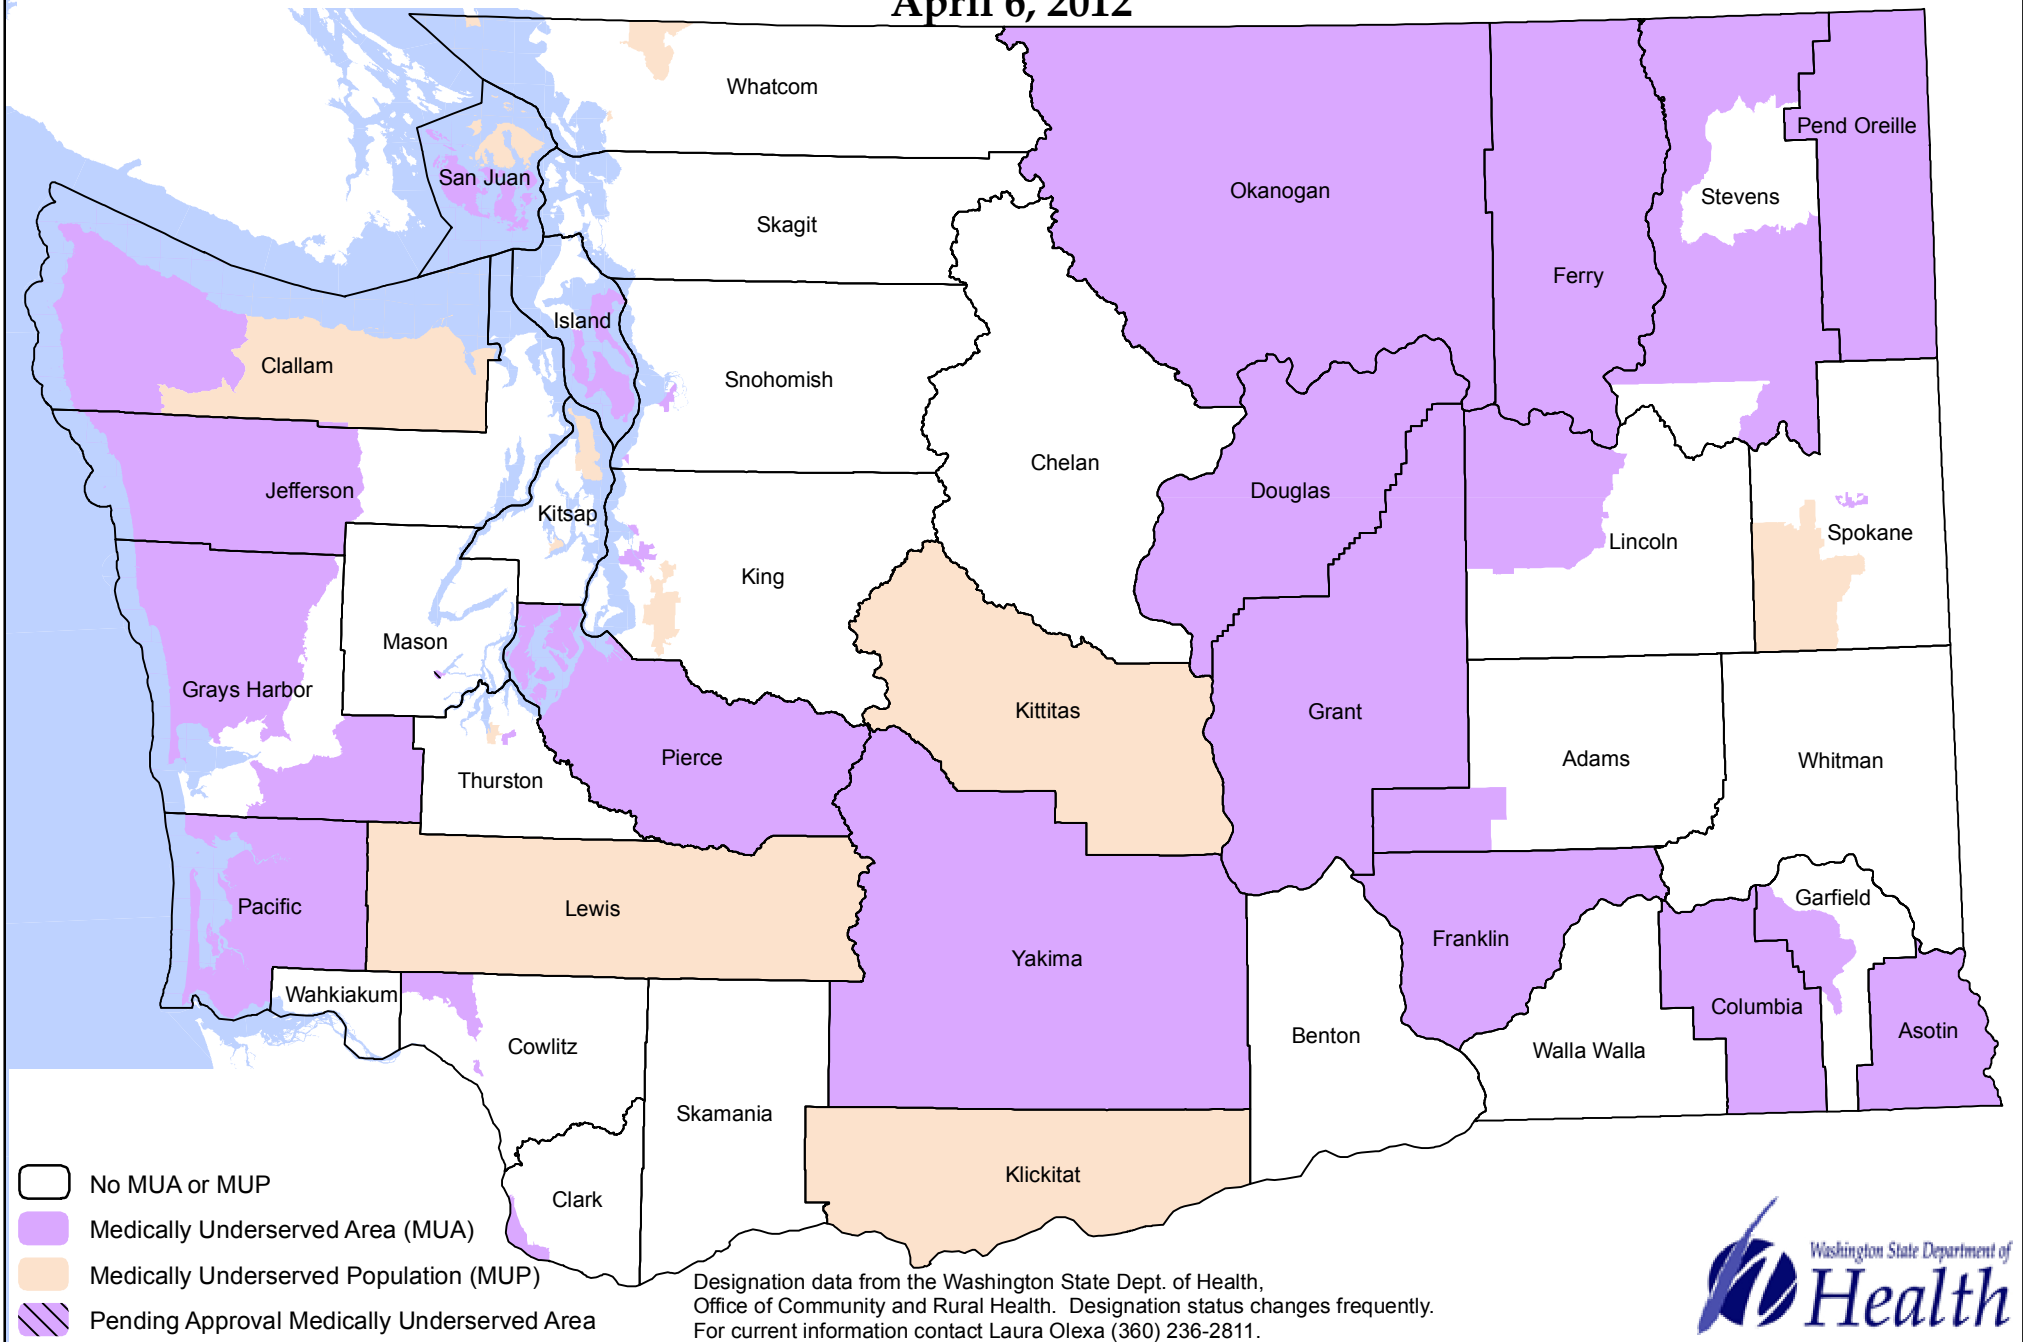 April 6, 2012
Whatcom
Pend Oreille
San Juan
Okanogan
Stevens
Skagit
Ferry
Island
Clallam
Snohomish
Chelan
Jefferson
Douglas
Kitsap
Lincoln
Spokane
King
Mason
Grays Harbor
Kittitas
Grant
Pierce
Adams
Whitman
Thurston
Garfield
Pacific
Lewis
Franklin
Yakima
Wahkiakum
Columbia
Asotin
Benton
Cowlitz
Walla Walla
Skamania
Klickitat
Clark
No MUA or MUP
Medically Underserved Area (MUA)
Medically Underserved Population (MUP)
Pending Approval Medically Underserved Area
Designation data from the Washington State Dept. of Health,
Office of Community and Rural Health. Designation status changes frequently.
For current information contact Laura Olexa (360) 236-2811.
Washington State Department of
Health